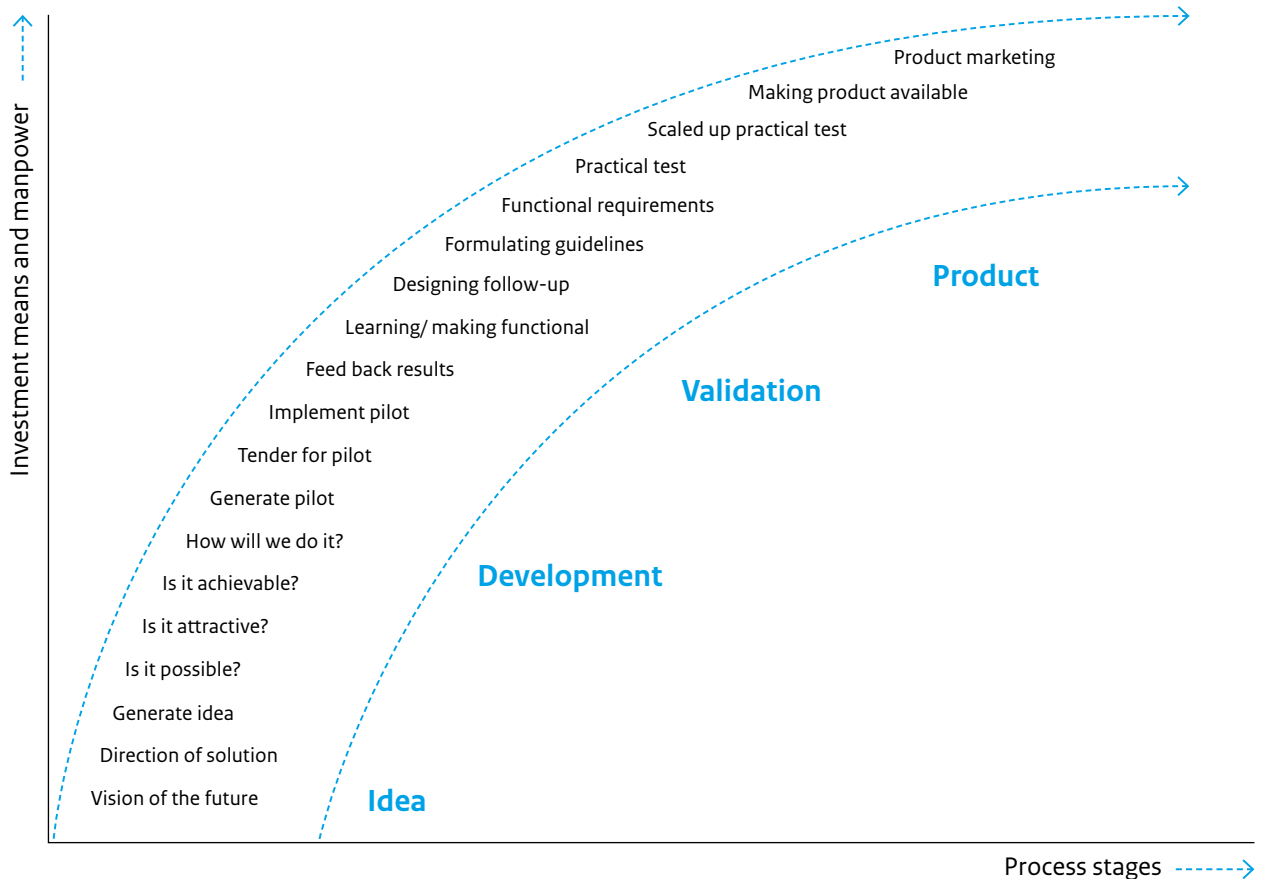 Investment means and manpower
Product marketing
Making product available
Scaled up practical test
Practical test
Functional requirements
Formulating guidelines
Designing follow-up
Learning/ making functional
Feed back results
Implement pilot
Tender for pilot
Generate pilot
How will we do it?
Is it achievable?
Is it attractive?
Is it possible?
Generate idea
Direction of solution
Vision of the future
Product
Validation
Development
Idea
Process stages